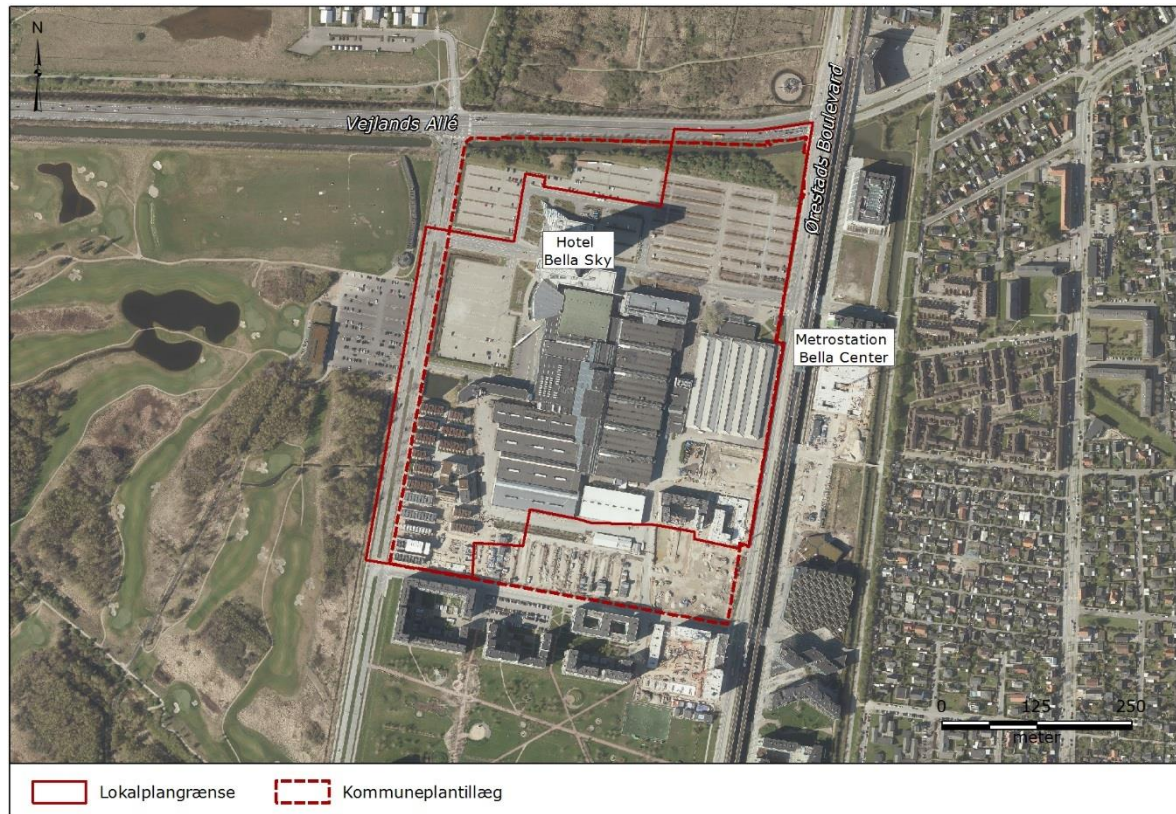 N
Vejlands Allé
Ørestads Boulevard
Hotel
Bella Sky
Metrostation
Bella Center
0 125 250
meter
Lokalplangrænse
Kommuneplantillæg